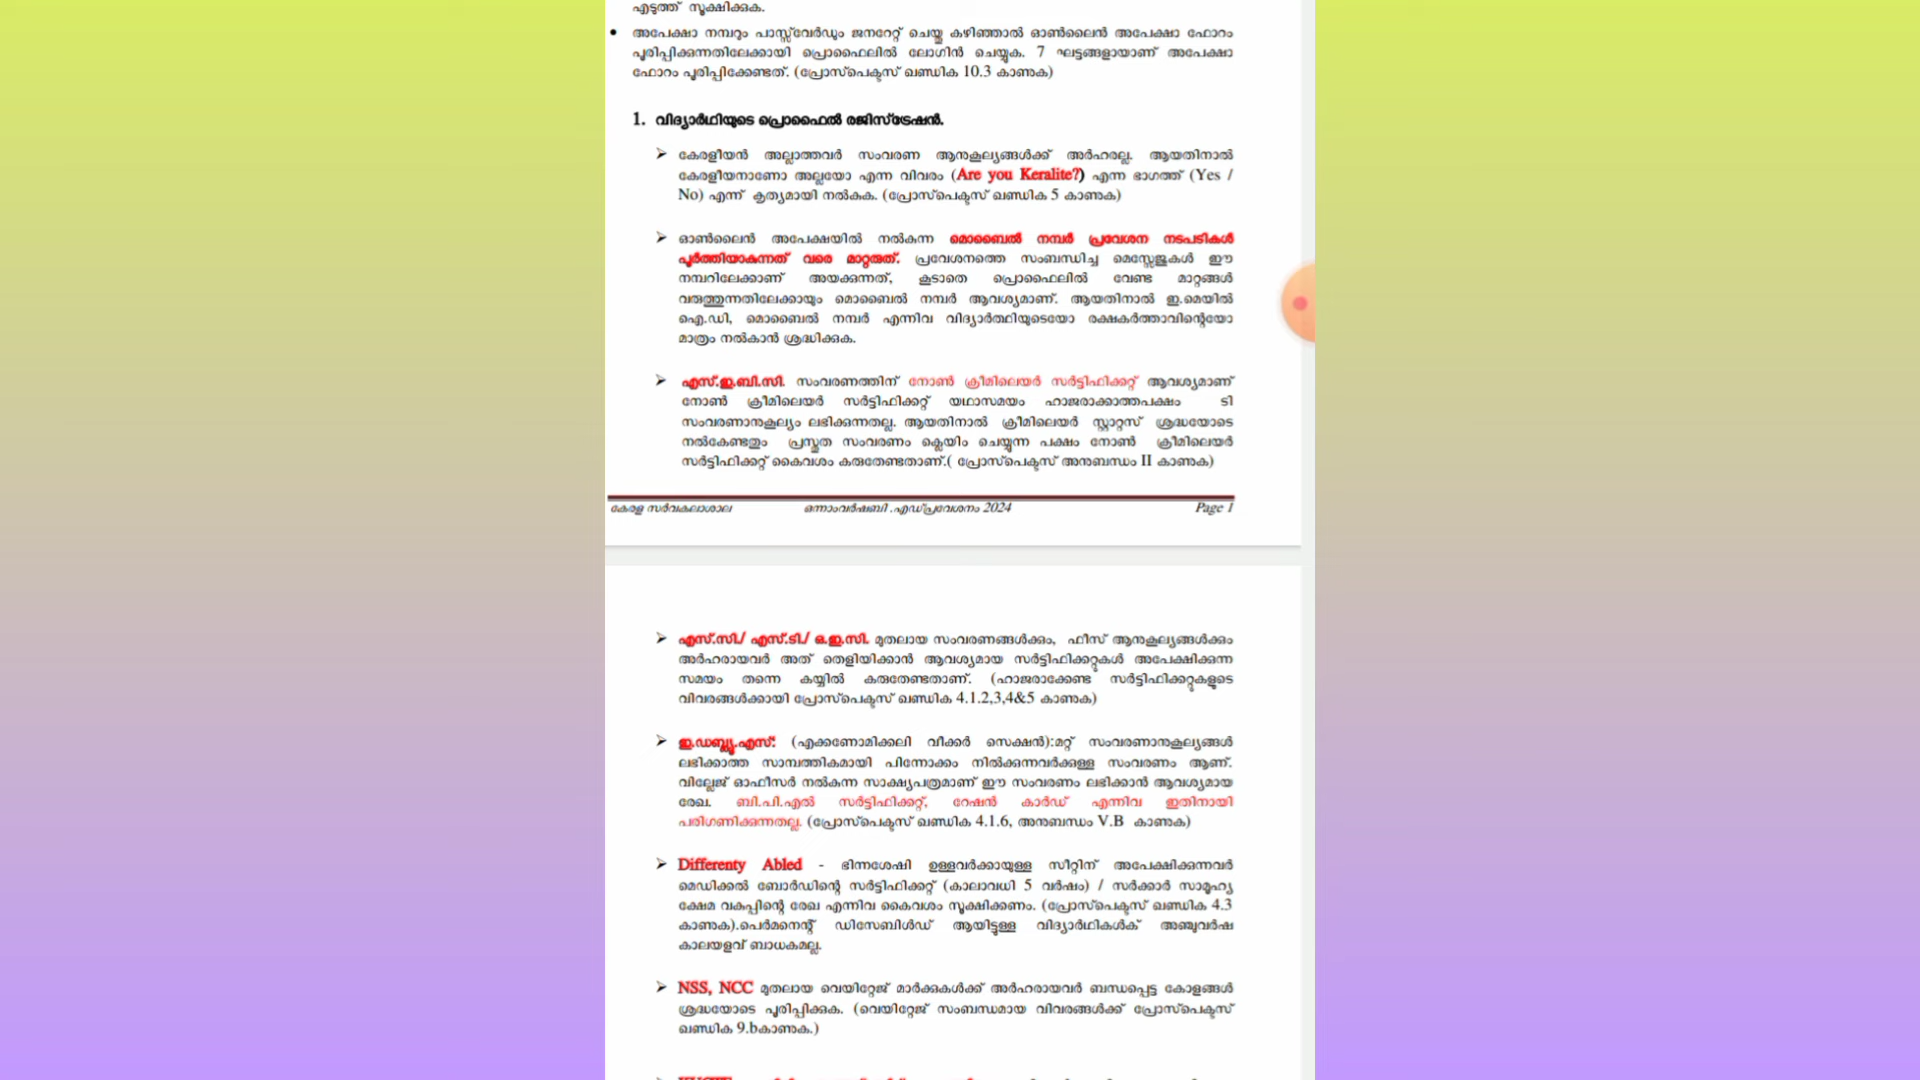 എടുത്ത് സൂക്ഷിക്കുക.
• അപേക്ഷാ നമ്പറും പാസ്സ്‌വേർഡും ജനറേറ്റ് ചെയ്തു കഴിഞ്ഞാൽ ഓൺലൈൻ അപേക്ഷാ ഫോറം
പൂരിപ്പിക്കുന്നതിലേക്കായി പ്രൊഫൈലിൽ ലോഗിൻ ചെയ്യുക. 7 ഘട്ടങ്ങളായാണ് അപേക്ഷാ
ഫോറം പൂരിപ്പിക്കേണ്ടത്. (പ്രോസ്‌പെക്ടസ് ഖണ്ഡിക 10.3 കാണുക)
1. വിദ്യാർഥിയുടെ പ്രൊഫൈൽ രജിസ്‌ട്രേഷൻ.
➢ കേരളീയൻ അല്ലാത്തവർ സംവരണ ആനുകൂല്യങ്ങൾക്ക് അർഹരല്ല. ആയതിനാൽ
കേരളീയനാണോ അല്ലയോ എന്ന വിവരം (Are you Keralite?) എന്ന ഭാഗത്ത് (Yes /
No) എന്ന് കൃത്യമായി നൽകുക. (പ്രോസ്‌പെക്ടസ് ഖണ്ഡിക 5 കാണുക)
➢ ഓൺലൈൻ അപേക്ഷയിൽ നൽകുന്ന മൊബൈൽ നമ്പർ പ്രവേശന നടപടികൾ
പൂർത്തിയാകുന്നത് വരെ മാറ്റരുത്. പ്രവേശനത്തെ സംബന്ധിച്ച മെസ്സേജുകൾ ഈ
നമ്പറിലേക്കാണ് അയക്കുന്നത്, കൂടാതെ പ്രൊഫൈലിൽ വേണ്ട മാറ്റങ്ങൾ
വരുത്തുന്നതിലേക്കായും മൊബൈൽ നമ്പർ ആവശ്യമാണ്. ആയതിനാൽ ഇ.മെയിൽ
ഐ.ഡി, മൊബൈൽ നമ്പർ എന്നിവ വിദ്യാർത്ഥിയുടെയോ രക്ഷകർത്താവിന്റെയോ
മാത്രം നൽകാൻ ശ്രദ്ധിക്കുക.
➢ എസ്.ഇ.ബി.സി. സംവരണത്തിന് നോൺ ക്രീമിലെയർ സർട്ടിഫിക്കറ്റ് ആവശ്യമാണ്
നോൺ ക്രീമിലെയർ സർട്ടിഫിക്കറ്റ് യഥാസമയം ഹാജരാക്കാത്തപക്ഷം ടി
സംവരണാനുകൂല്യം ലഭിക്കുന്നതല്ല. ആയതിനാൽ ക്രീമിലെയർ സ്റ്റാറ്റസ് ശ്രദ്ധയോടെ
നൽകേണ്ടതും പ്രസ്തുത സംവരണം ക്ലെയിം ചെയ്യുന്ന പക്ഷം നോൺ ക്രീമിലെയർ
സർട്ടിഫിക്കറ്റ് കൈവശം കരുതേണ്ടതാണ്.( പ്രോസ്‌പെക്ടസ് അനുബന്ധം II കാണുക)
കേരള സർവകലാശാല ഒന്നാംവർഷബി .എഡ്പ്രവേശനം 2024 Page 1
➢ എസ്.സി./ എസ്.ടി./ ഒ.ഇ.സി. മുതലായ സംവരണങ്ങൾക്കും, ഫീസ് ആനുകൂല്യങ്ങൾക്കും
അർഹരായവർ അത് തെളിയിക്കാൻ ആവശ്യമായ സർട്ടിഫിക്കറ്റുകൾ അപേക്ഷിക്കുന്ന
സമയം തന്നെ കയ്യിൽ കരുതേണ്ടതാണ്. (ഹാജരാക്കേണ്ട സർട്ടിഫിക്കറ്റുകളുടെ
വിവരങ്ങൾക്കായി പ്രോസ്‌പെക്ടസ് ഖണ്ഡിക 4.1.2,3,4&5 കാണുക)
➢ ഇ.ഡബ്ല്യു.എസ്: (എക്കണോമിക്കലി വീക്കർ സെക്ഷൻ):മറ്റ് സംവരണാനുകൂല്യങ്ങൾ
ലഭിക്കാത്ത സാമ്പത്തികമായി പിന്നോക്കം നിൽക്കുന്നവർക്കുള്ള സംവരണം ആണ്.
വില്ലേജ് ഓഫീസർ നൽകുന്ന സാക്ഷ്യപത്രമാണ് ഈ സംവരണം ലഭിക്കാൻ ആവശ്യമായ
രേഖ. ബി.പി.എൽ സർട്ടിഫിക്കറ്റ്, റേഷൻ കാർഡ് എന്നിവ ഇതിനായി
പരിഗണിക്കുന്നതല്ല. (പ്രോസ്‌പെക്ടസ് ഖണ്ഡിക 4.1.6, അനുബന്ധം V.B കാണുക)
➢ Differenty Abled - ഭിന്നശേഷി ഉള്ളവർക്കായുള്ള സീറ്റിന് അപേക്ഷിക്കുന്നവർ
മെഡിക്കൽ ബോർഡിന്റെ സർട്ടിഫിക്കറ്റ് (കാലാവധി 5 വർഷം) / സർക്കാർ സാമൂഹ്യ
ക്ഷേമ വകുപ്പിന്റെ രേഖ എന്നിവ കൈവശം സൂക്ഷിക്കണം. (പ്രോസ്‌പെക്ടസ് ഖണ്ഡിക 4.3
കാണുക).പെർമനെന്റ് ഡിസേബിൾഡ് ആയിട്ടുള്ള വിദ്യാർഥികൾക് അഞ്ചുവർഷ
കാലയളവ് ബാധകമല്ല.
➢ NSS, NCC മുതലായ വെയിറ്റേജ് മാർക്കുകൾക്ക് അർഹരായവർ ബന്ധപ്പെട്ട കോളങ്ങൾ
ശ്രദ്ധയോടെ പൂരിപ്പിക്കുക. (വെയിറ്റേജ് സംബന്ധമായ വിവരങ്ങൾക്ക് പ്രോസ്‌പെക്ടസ്
ഖണ്ഡിക 9.bകാണുക.)